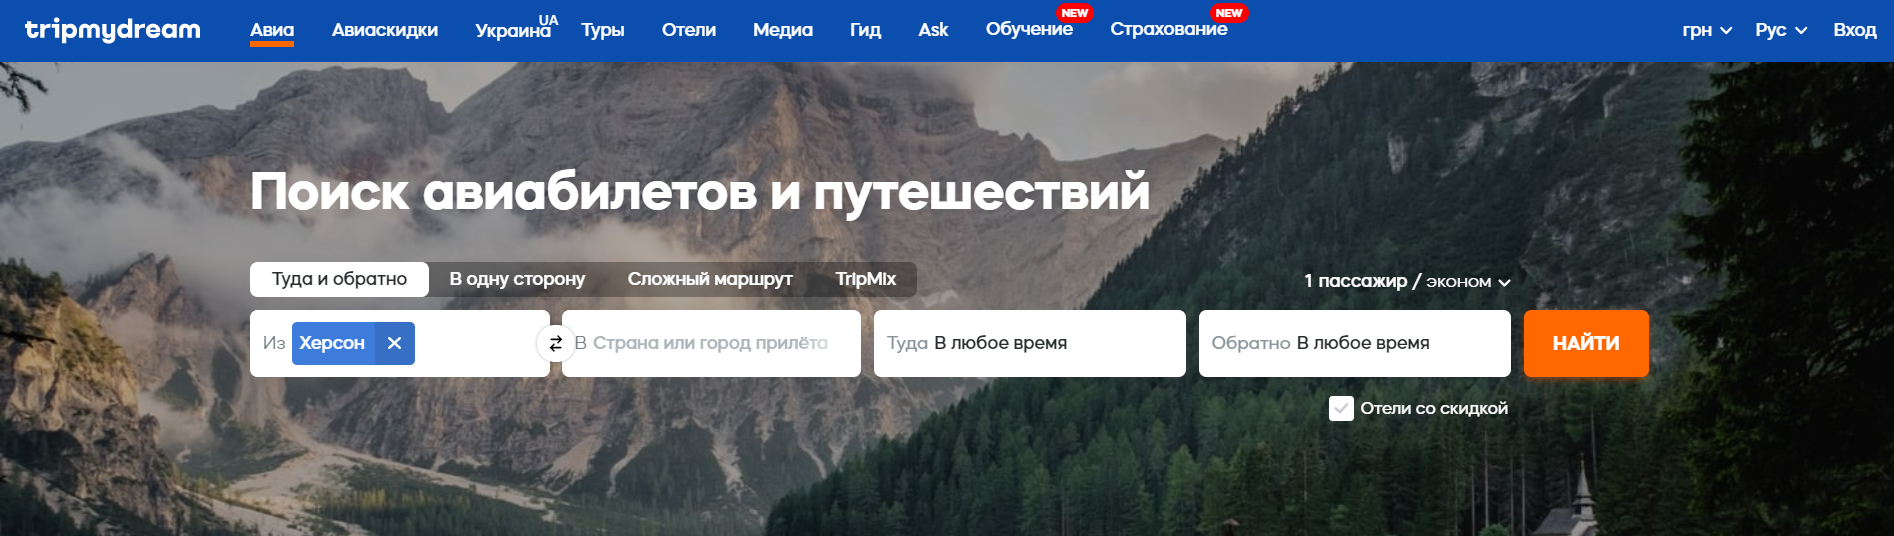 tripmydream Авиа Авиаскидки Украина UA Туры Отели Медиа Гид Ask Обучение NEW Страхование NEW грн Рус Вход
Поиск авиабилетов и путешествий
Туда и обратно В одну сторону Сложный маршрут TripMix 1 пассажир / эконом
Из Херсон В Страна или город прилёта Туда В любое время Обратно В любое время НАЙТИ
Отели со скидкой